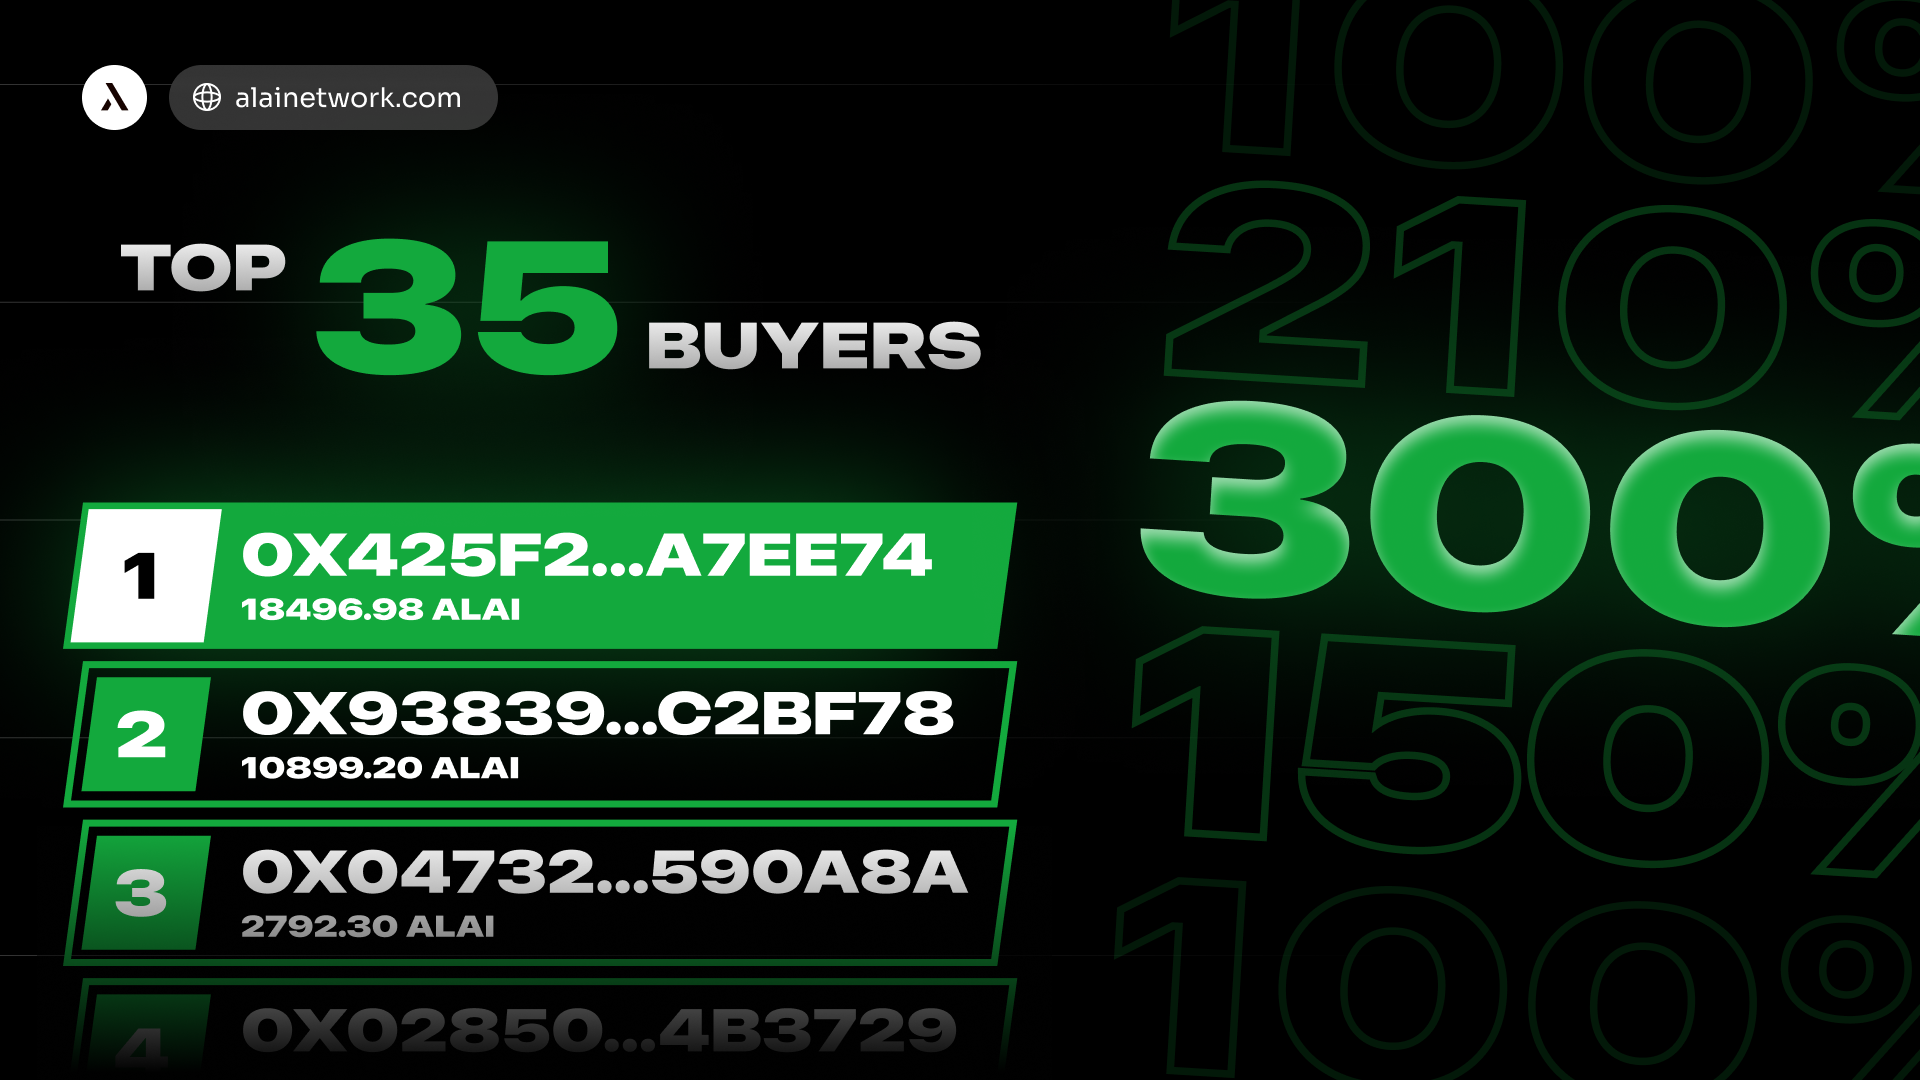 alainetwork.com
TOP 35 BUYERS
1
0X425F2...A7EE74
18496.98 ALAI
2
0X93839...C2BF78
10899.20 ALAI
3
0X04732...590A8A
2792.30 ALAI
4
0X02850...4B3729
100%
210%
300%
150%
100%